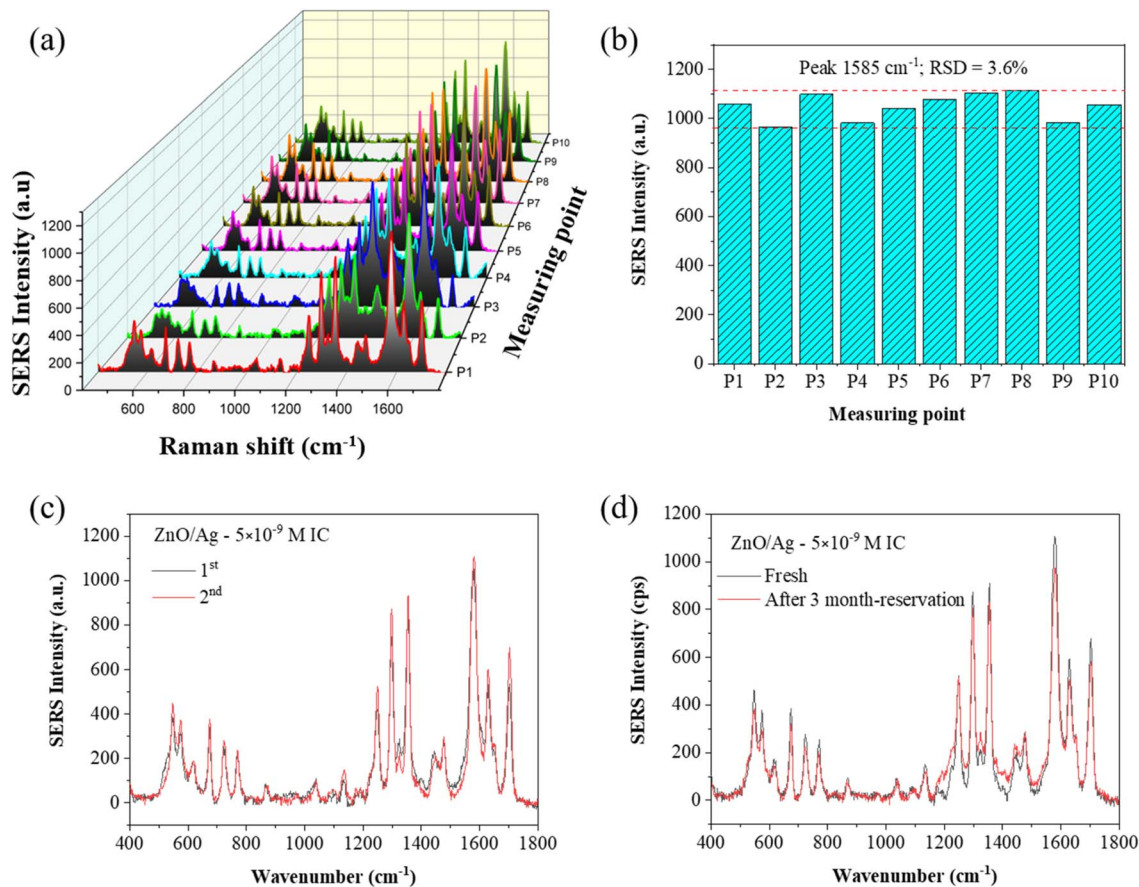 (a)
SERS Intensity (a.u)
1200
1000
800
600
400
200
0
600
800
1000
1200
1400
1600
Raman shift (cm-1)
P1
P2
P3
P4
P5
P6
P7
P8
P9
P10
Measuring point
(b)
Peak 1585 cm-1; RSD = 3.6%
SERS Intensity (a.u.)
1200
1000
800
600
400
200
0
P1 P2 P3 P4 P5 P6 P7 P8 P9 P10
Measuring point
(c)
ZnO/Ag - 5×10-9 M IC
1st
2nd
SERS Intensity (a.u.)
1200
1000
800
600
400
200
0
400 600 800 1000 1200 1400 1600 1800
Wavenumber (cm-1)
(d)
ZnO/Ag - 5×10-9 M IC
Fresh
After 3 month-reservation
SERS Intensity (cps)
1200
1000
800
600
400
200
0
400 600 800 1000 1200 1400 1600 1800
Wavenumber (cm-1)